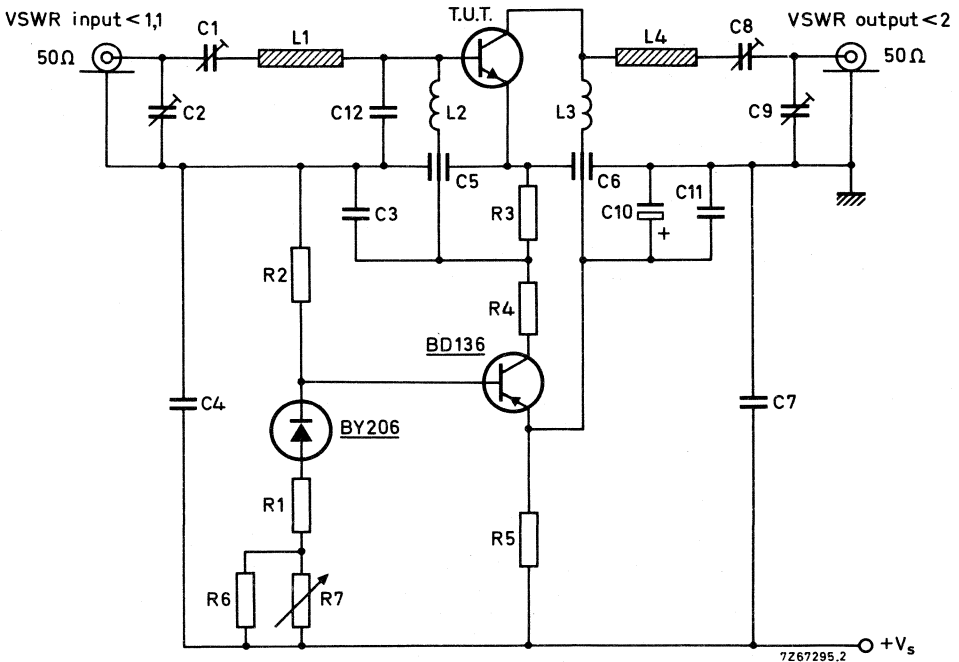 VSWR input<1,1
T.U.T.
VSWR output<2
50Ω
C1
L1
L4
C8
50Ω
C2
C12
L2
L3
C9
C5
C6
C3
R3
C10
+
C11
R2
R4
BD136
C4
BY206
C7
R1
R5
R6
R7
+Vs
7Z67295.2